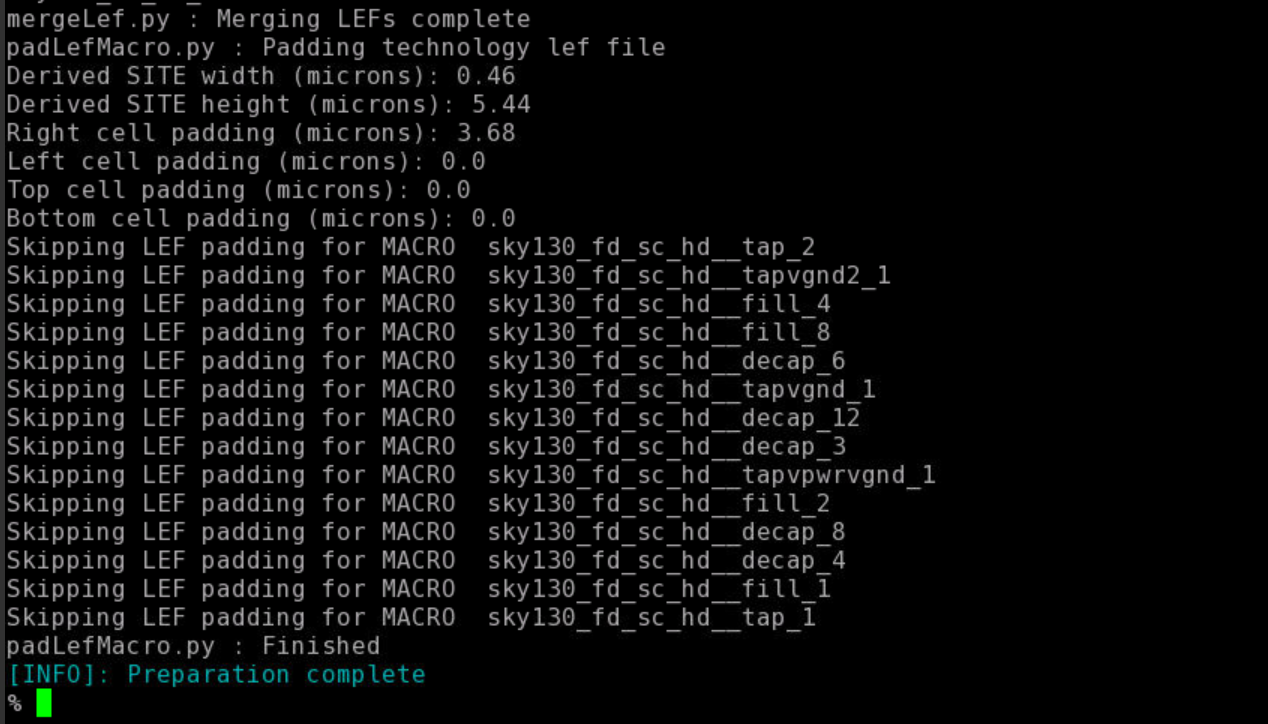 mergeLef.py : Merging LEFs complete
padLefMacro.py : Padding technology lef file
Derived SITE width (microns): 0.46
Derived SITE height (microns): 5.44
Right cell padding (microns): 3.68
Left cell padding (microns): 0.0
Top cell padding (microns): 0.0
Bottom cell padding (microns): 0.0
Skipping LEF padding for MACRO  sky130_fd_sc_hd__tap_2
Skipping LEF padding for MACRO  sky130_fd_sc_hd__tapvgnd2_1
Skipping LEF padding for MACRO  sky130_fd_sc_hd__fill_4
Skipping LEF padding for MACRO  sky130_fd_sc_hd__fill_8
Skipping LEF padding for MACRO  sky130_fd_sc_hd__decap_6
Skipping LEF padding for MACRO  sky130_fd_sc_hd__tapvgnd_1
Skipping LEF padding for MACRO  sky130_fd_sc_hd__decap_12
Skipping LEF padding for MACRO  sky130_fd_sc_hd__decap_3
Skipping LEF padding for MACRO  sky130_fd_sc_hd__tapvpwrvgnd_1
Skipping LEF padding for MACRO  sky130_fd_sc_hd__fill_2
Skipping LEF padding for MACRO  sky130_fd_sc_hd__decap_8
Skipping LEF padding for MACRO  sky130_fd_sc_hd__decap_4
Skipping LEF padding for MACRO  sky130_fd_sc_hd__fill_1
Skipping LEF padding for MACRO  sky130_fd_sc_hd__tap_1
padLefMacro.py : Finished
[INFO]: Preparation complete
%